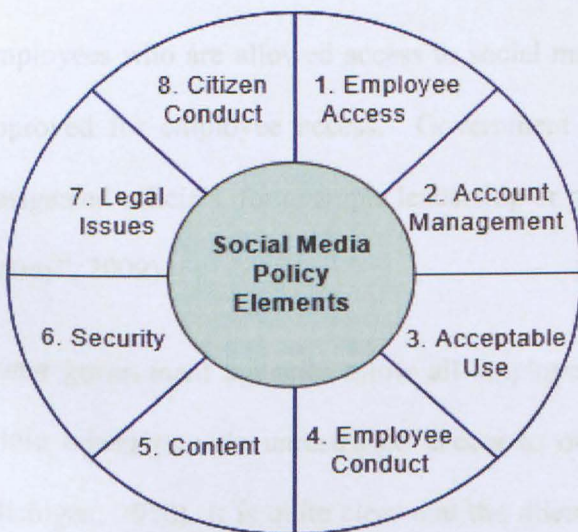 8. Citizen
Conduct
1. Employee
Access
7. Legal
Issues
2. Account
Management
Social Media
Policy
Elements
6. Security
3. Acceptable
Use
5. Content
4. Employee
Conduct